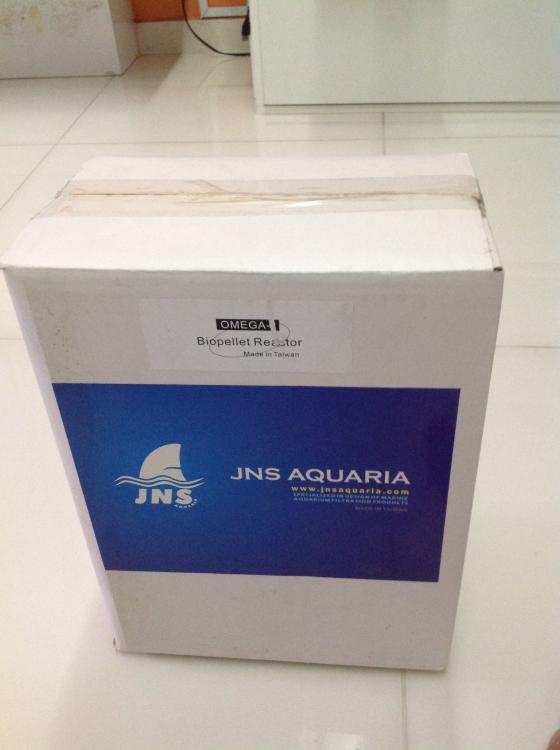 OMEGA-1
Biopellet Reastor
Made in Taiwan
JNS
JNS AQUARIA
www.jnsaquaria.com
SPECIALIZED IN DESIGN OF MARINE
AQUARIUM FILTRATION PRODUCTS
MADE IN TAIWAN